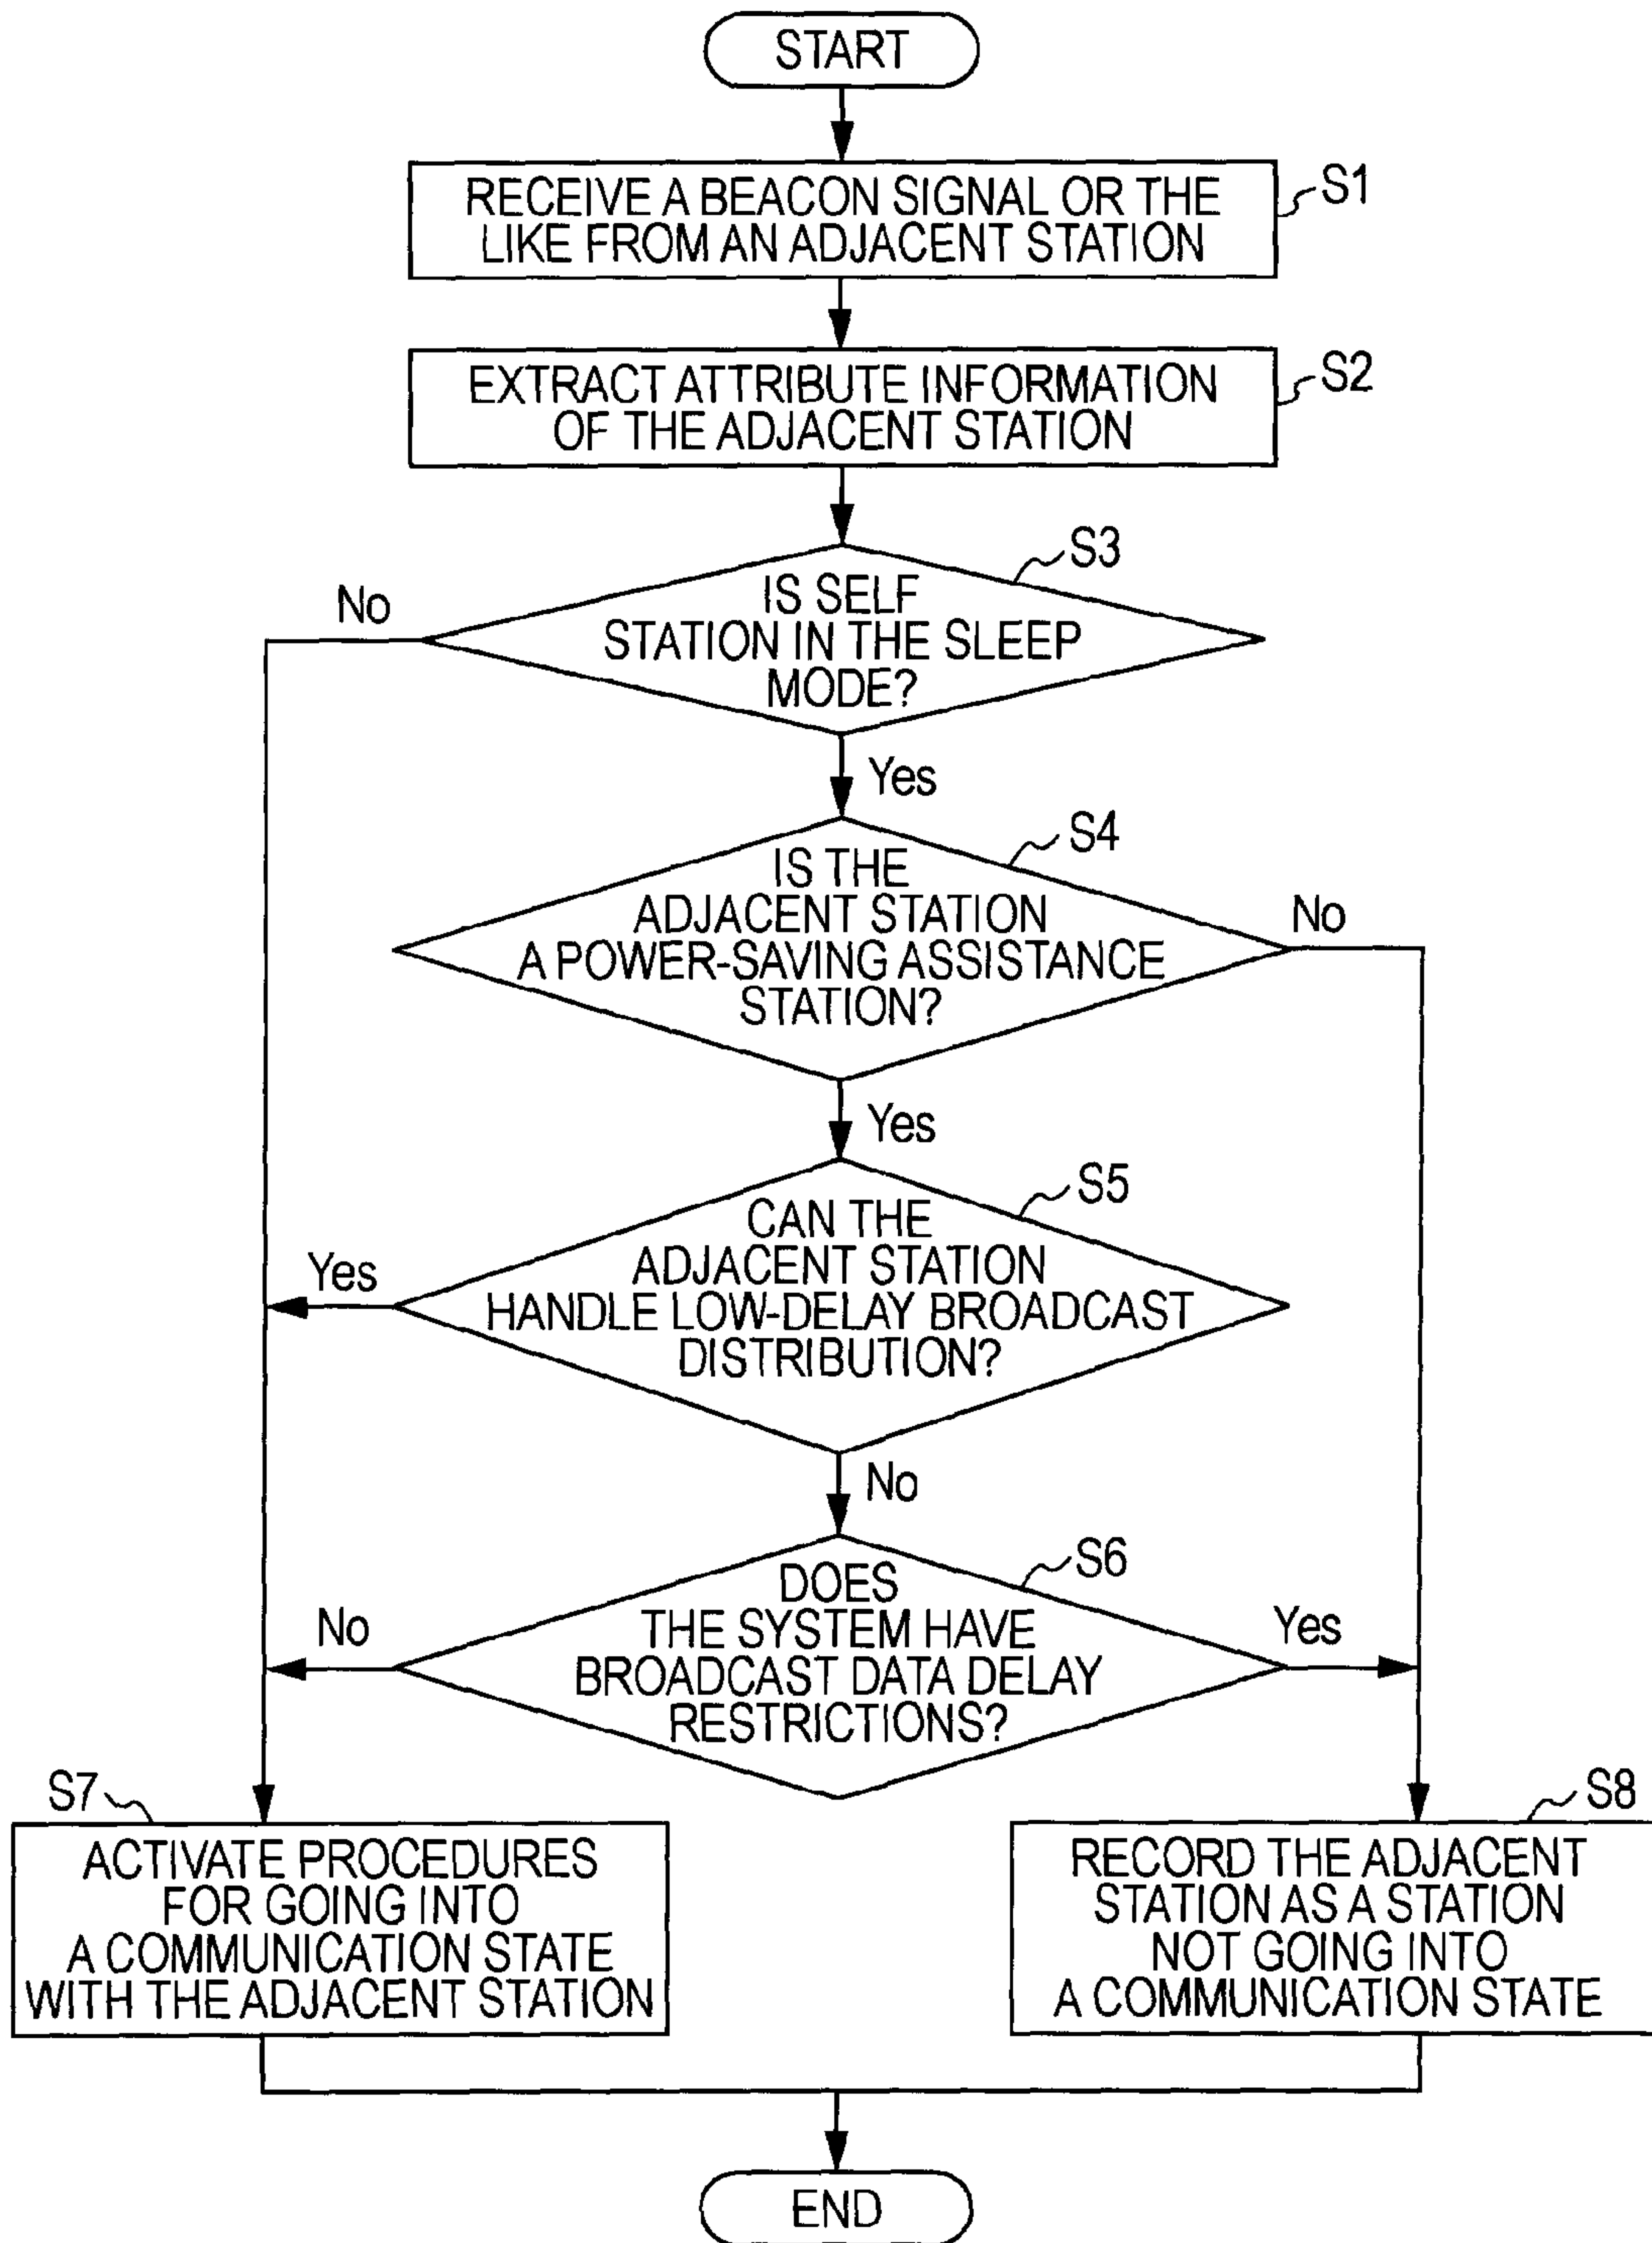 START
RECEIVE A BEACON SIGNAL OR THE
LIKE FROM AN ADJACENT STATION
S1
EXTRACT ATTRIBUTE INFORMATION
OF THE ADJACENT STATION
S2
S3
IS SELF
STATION IN THE SLEEP
MODE?
No
Yes
S4
IS THE
ADJACENT STATION
A POWER-SAVING ASSISTANCE
STATION?
No
Yes
S5
CAN THE
ADJACENT STATION
HANDLE LOW-DELAY BROADCAST
DISTRIBUTION?
Yes
No
S6
DOES
THE SYSTEM HAVE
BROADCAST DATA DELAY
RESTRICTIONS?
No
Yes
S7
ACTIVATE PROCEDURES
FOR GOING INTO
A COMMUNICATION STATE
WITH THE ADJACENT STATION
S8
RECORD THE ADJACENT
STATION AS A STATION
NOT GOING INTO
A COMMUNICATION STATE
END